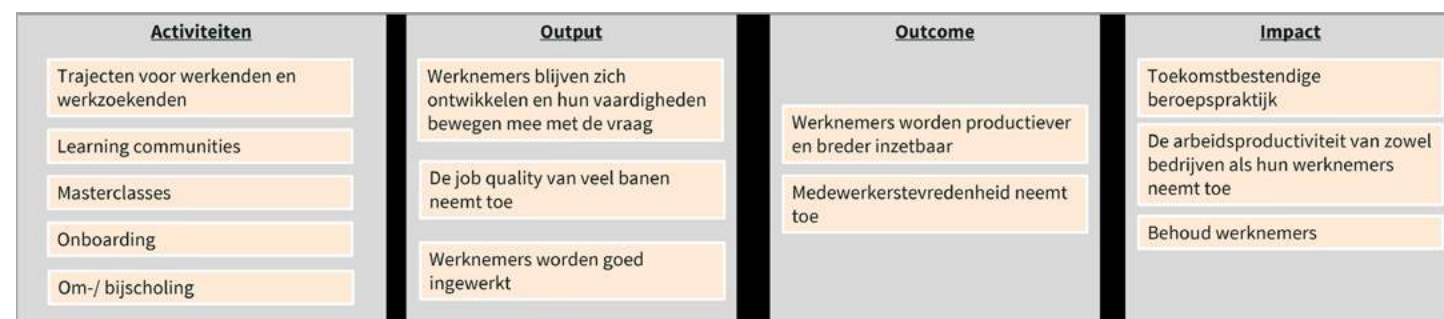 Activiteiten
Trajecten voor werkenden en
werkzoekenden
Learning communities
Masterclasses
Onboarding
Om-/ bijscholing
Output
Werknemers blijven zich
ontwikkelen en hun vaardigheden
bewegen mee met de vraag
De job quality van veel banen
neemt toe
Werknemers worden goed
ingewerkt
Outcome
Werknemers worden productiever
en breder inzetbaar
Medewerkerstevredenheid neemt
toe
Impact
Toekomstbestendige
beroepspraktijk
De arbeidsproductiviteit van zowel
bedrijven als hun werknemers
neemt toe
Behoud werknemers